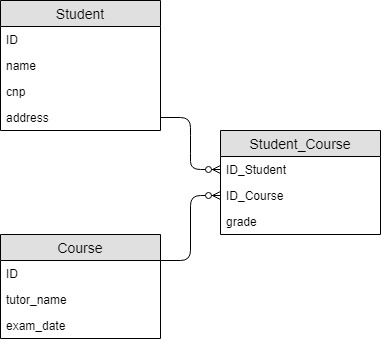 Student
ID
name
cnp
address
Student_Course
ID_Student
ID_Course
grade
Course
ID
tutor_name
exam_date